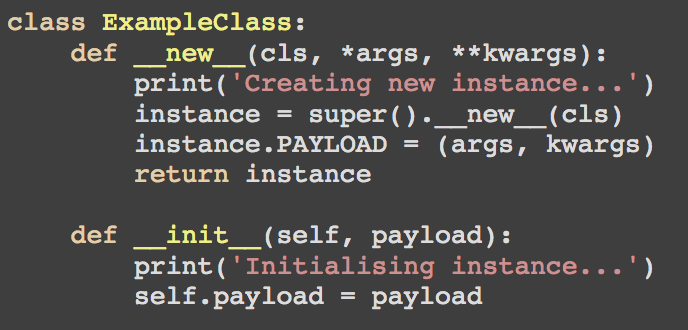 class ExampleClass:
    def __new__(cls, *args, **kwargs):
        print('Creating new instance...')
        instance = super().__new__(cls)
        instance.PAYLOAD = (args, kwargs)
        return instance

    def __init__(self, payload):
        print('Initialising instance...')
        self.payload = payload